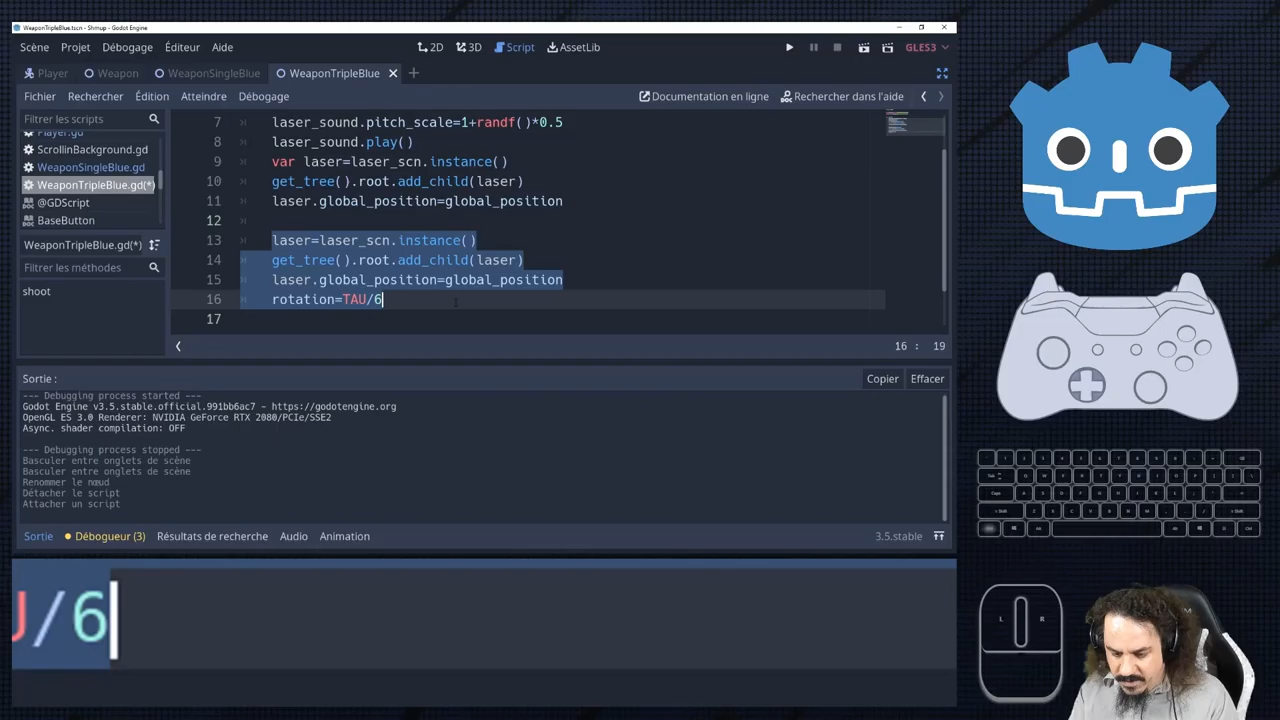 WeaponTripleBlue.tscn - Shmup - Godot Engine
Scène Projet Débogage Éditeur Aide
2D 3D Script AssetLib
GLES3
Player Weapon WeaponSingleBlue WeaponTripleBlue
Fichier Rechercher Édition Atteindre Débogage
Documentation en ligne Rechercher dans l'aide
Filtrer les scripts
Player.gd
ScrollinBackground.gd
WeaponSingleBlue.gd
WeaponTripleBlue.gd(*)
@GDScript
BaseButton
WeaponTripleBlue.gd(*)
Filtrer les méthodes
shoot
7 laser_sound.pitch_scale=1+randf()*0.5
8 laser_sound.play()
9 var laser=laser_scn.instance()
10 get_tree().root.add_child(laser)
11 laser.global_position=global_position
12
13 laser=laser_scn.instance()
14 get_tree().root.add_child(laser)
15 laser.global_position=global_position
16 rotation=TAU/6
17
16 : 19
Sortie :
Copier Effacer
--- Debugging process started ---
Godot Engine v3.5.stable.official.991bb6ac7 - https://godotengine.org
OpenGL ES 3.0 Renderer: NVIDIA GeForce RTX 2080/PCIe/SSE2
Async. shader compilation: OFF
--- Debugging process stopped ---
Basculer entre onglets de scène
Basculer entre onglets de scène
Renommer le nœud
Détacher le script
Attacher un script
Sortie Débogueur (3) Résultats de recherche Audio Animation
3.5.stable
/6
L R